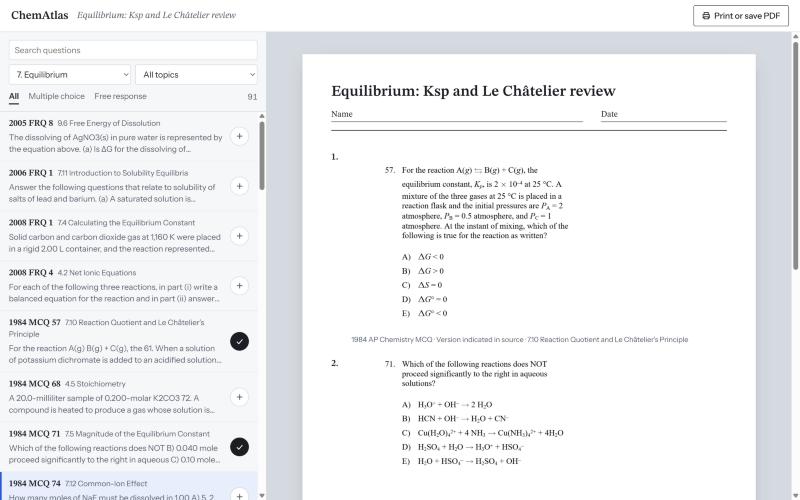 ChemAtlas Equilibrium: Ksp and Le Châtelier review
Print or save PDF
Search questions
7. Equilibrium
All topics
All Multiple choice Free response 91
2005 FRQ 8 9.6 Free Energy of Dissolution
The dissolving of AgNO3(s) in pure water is represented by
the equation above. (a) Is ΔG for the dissolving of...
2006 FRQ 1 7.11 Introduction to Solubility Equilibria
Answer the following questions that relate to solubility of
salts of lead and barium. (a) A saturated solution is...
2008 FRQ 1 7.4 Calculating the Equilibrium Constant
Solid carbon and carbon dioxide gas at 1,160 K were placed
in a rigid 2.00 L container, and the reaction represented...
2008 FRQ 4 4.2 Net Ionic Equations
For each of the following three reactions, in part (i) write a
balanced equation for the reaction and in part (ii) answer...
1984 MCQ 57 7.10 Reaction Quotient and Le Châtelier's
Principle
For the reaction A(g) B(g) + C(g), the 61. When a solution
of potassium dichromate is added to an acidified solution...
1984 MCQ 68 4.5 Stoichiometry
A 20.0-milliliter sample of 0.200-molar K2CO3 72. A
compound is heated to produce a gas whose solution is...
1984 MCQ 71 7.5 Magnitude of the Equilibrium Constant
Which of the following reactions does NOT B) 0.040 mole
proceed significantly to the right in aqueous C) 0.10 mole...
1984 MCQ 74 7.12 Common-Ion Effect
How many moles of NaF must be dissolved in 1.00 A) 5. 2
Equilibrium: Ksp and Le Châtelier review
Name Date
1.
57. For the reaction A(g) ⇆ B(g) + C(g), the
equilibrium constant, Kₚ, is 2 × 10⁻⁴ at 25 °C. A
mixture of the three gases at 25 °C is placed in a
reaction flask and the initial pressures are P_A = 2
atmosphere, P_B = 0.5 atmosphere, and P_C = 1
atmosphere. At the instant of mixing, which of the
following is true for the reaction as written?
A) ΔG < 0
B) ΔG > 0
C) ΔS = 0
D) ΔG° = 0
E) ΔG° < 0
1984 AP Chemistry MCQ · Version indicated in source · 7.10 Reaction Quotient and Le Châtelier's Principle
2.
71. Which of the following reactions does NOT
proceed significantly to the right in aqueous
solutions?
A) H₃O⁺ + OH⁻ → 2 H₂O
B) HCN + OH⁻ → H₂O + CN⁻
C) Cu(H₂O)₄²⁺ + 4 NH₃ → Cu(NH₃)₄²⁺ + 4H₂O
D) H₂SO₄ + H₂O → H₃O⁺ + HSO₄⁻
E) H₂O + HSO₄⁻ → H₂SO₄ + OH⁻